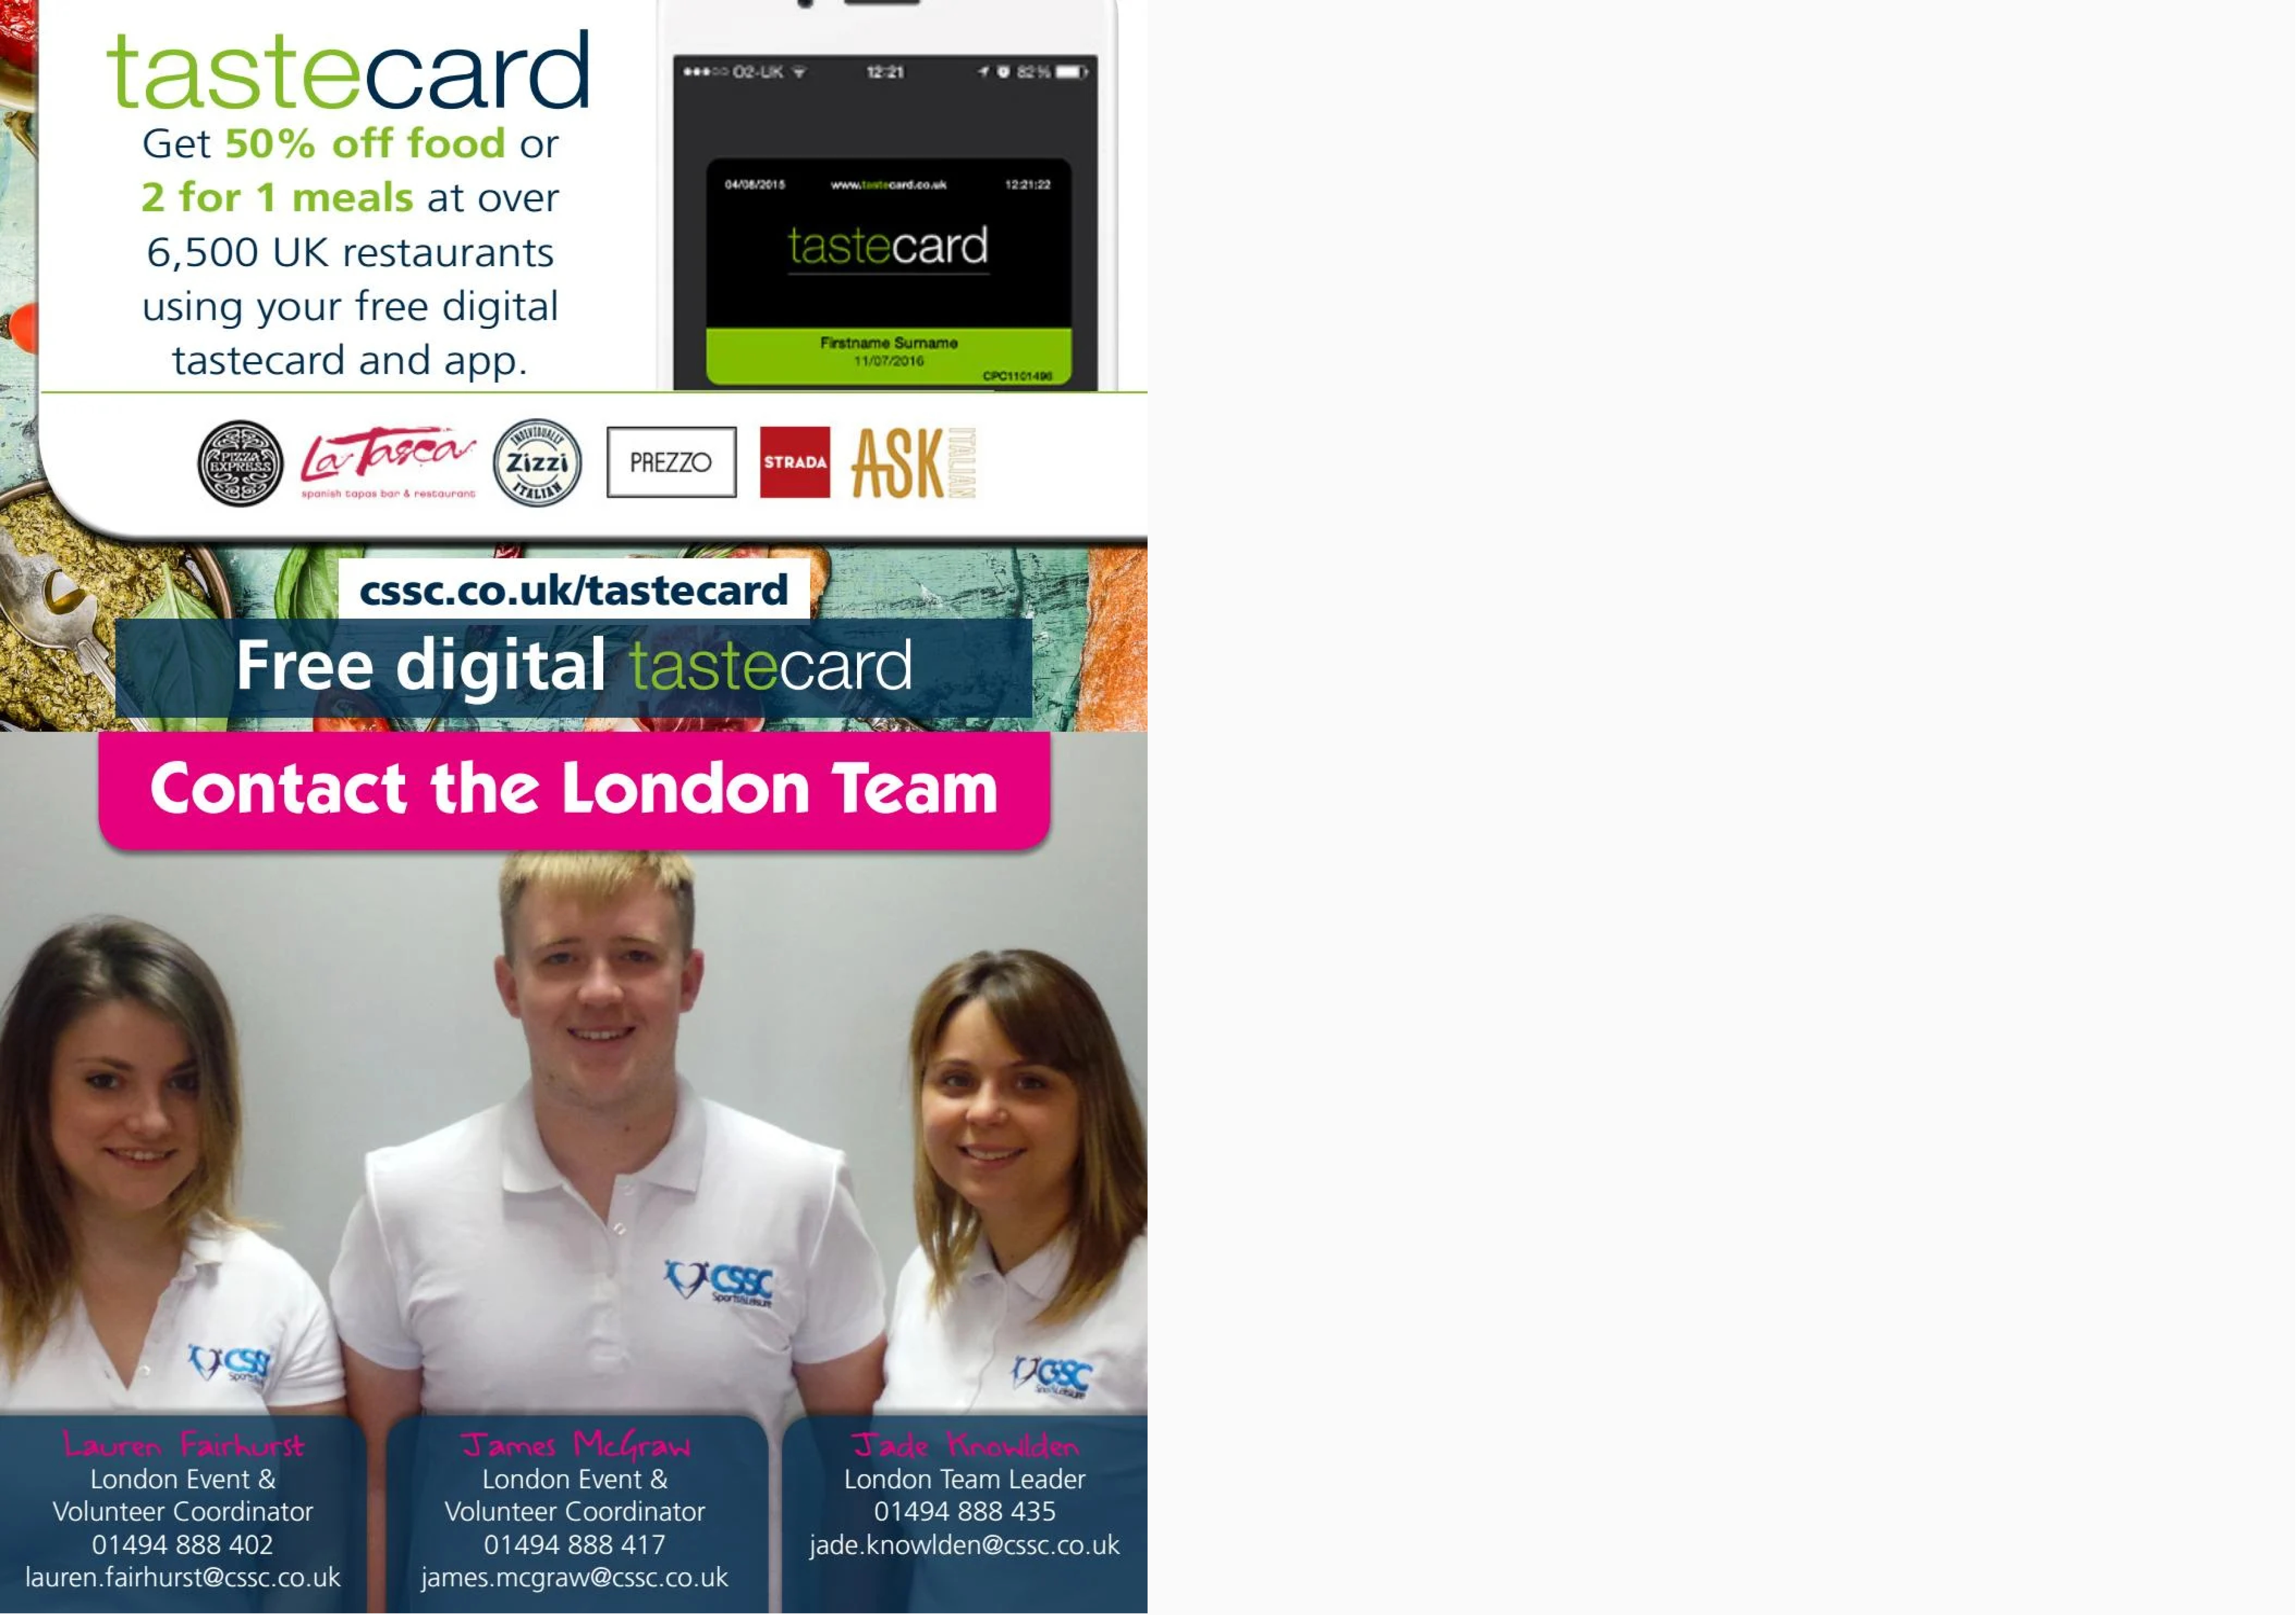 tastecard
Get 50% off food or
2 for 1 meals at over
6,500 UK restaurants
using your free digital
tastecard and app.
O2-UK 12:21 82%
04/08/2015 www.tastecard.co.uk 12:21:22
tastecard
Firstname Surname
11/07/2016
CPC1101496
PIZZA
EXPRESS
La Tasca
spanish tapas bar & restaurant
INDIVIDUALLY
Zizzi
ITALIAN
PREZZO
STRADA
ASK
ITALIAN
cssc.co.uk/tastecard
Free digital tastecard
Contact the London Team
CSSC
Sports&Leisure
CSSC
Sports&Leisure
Lauren Fairhurst
London Event &
Volunteer Coordinator
01494 888 402
lauren.fairhurst@cssc.co.uk
James McGraw
London Event &
Volunteer Coordinator
01494 888 417
james.mcgraw@cssc.co.uk
Jade Knowlden
London Team Leader
01494 888 435
jade.knowlden@cssc.co.uk